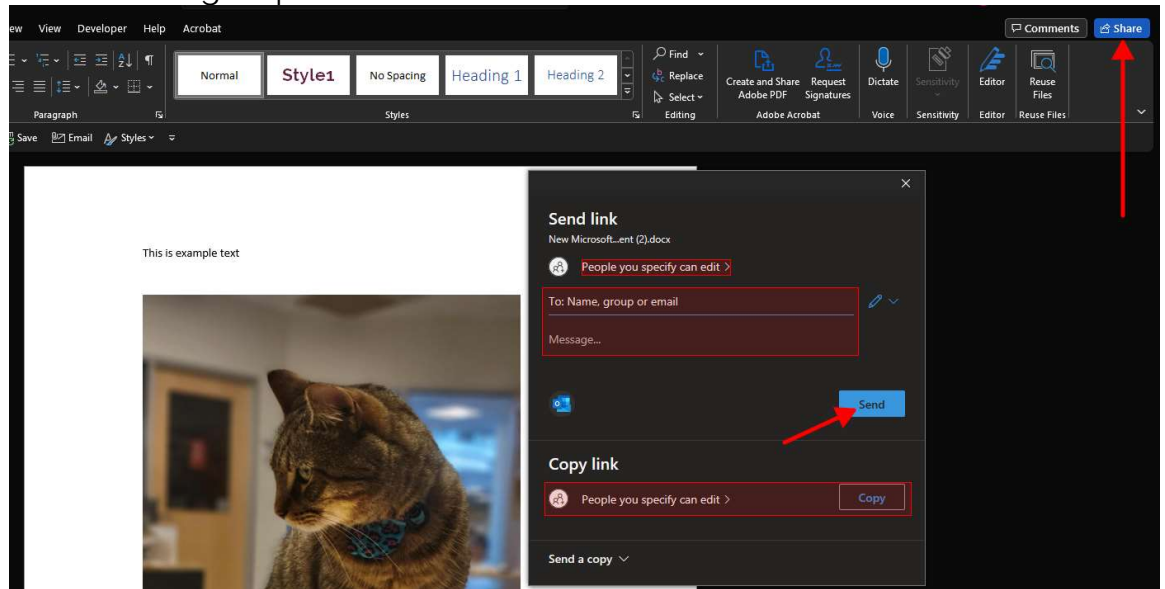 ew View Developer Help Acrobat
Comments
Share
Normal
Style1
No Spacing
Heading 1
Heading 2
Find
Replace
Select
Create and Share
Adobe PDF
Request
Signatures
Dictate
Sensitivity
Editor
Reuse
Files
Paragraph
Styles
Editing
Adobe Acrobat
Voice
Sensitivity
Editor
Reuse Files
Save Email Styles
This is example text
Send link
New Microsoft...ent (2).docx
People you specify can edit >
To: Name, group or email
Message...
Send
Copy link
People you specify can edit >
Copy
Send a copy